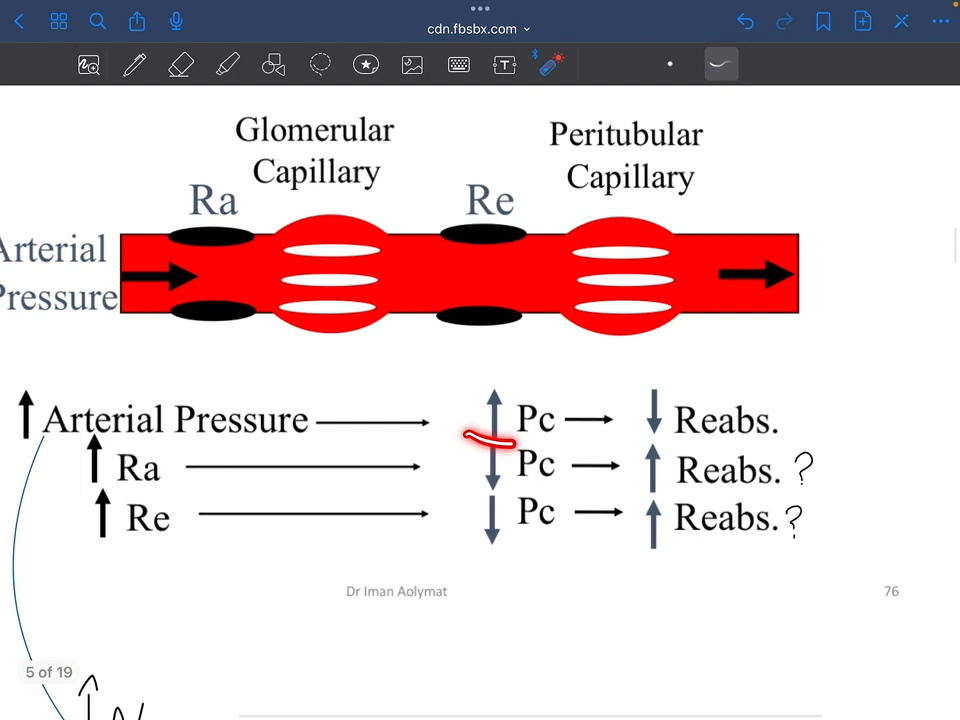 cdn.fbsbx.com
T
Glomerular
Capillary
Peritubular
Capillary
Ra
Re
Arterial
Pressure
↑ Arterial Pressure → ↑ Pc → ↓ Reabs.
↑ Ra → ↓ Pc → ↑ Reabs. ?
↑ Re → ↓ Pc → ↑ Reabs. ?
Dr Iman Aolymat
76
5 of 19